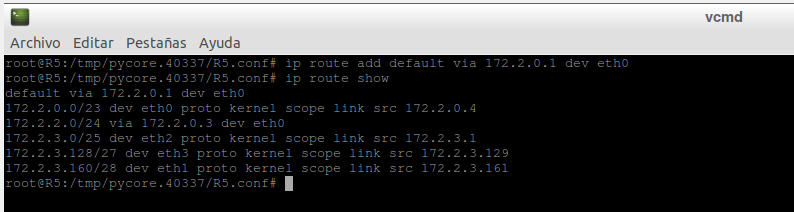 vcmd
Archivo Editar Pestañas Ayuda
root@R5:/tmp/pycore.40337/R5.conf# ip route add default via 172.2.0.1 dev eth0
root@R5:/tmp/pycore.40337/R5.conf# ip route show
default via 172.2.0.1 dev eth0
172.2.0.0/23 dev eth0 proto kernel scope link src 172.2.0.4
172.2.2.0/24 via 172.2.0.3 dev eth0
172.2.3.0/25 dev eth2 proto kernel scope link src 172.2.3.1
172.2.3.128/27 dev eth3 proto kernel scope link src 172.2.3.129
172.2.3.160/28 dev eth1 proto kernel scope link src 172.2.3.161
root@R5:/tmp/pycore.40337/R5.conf#